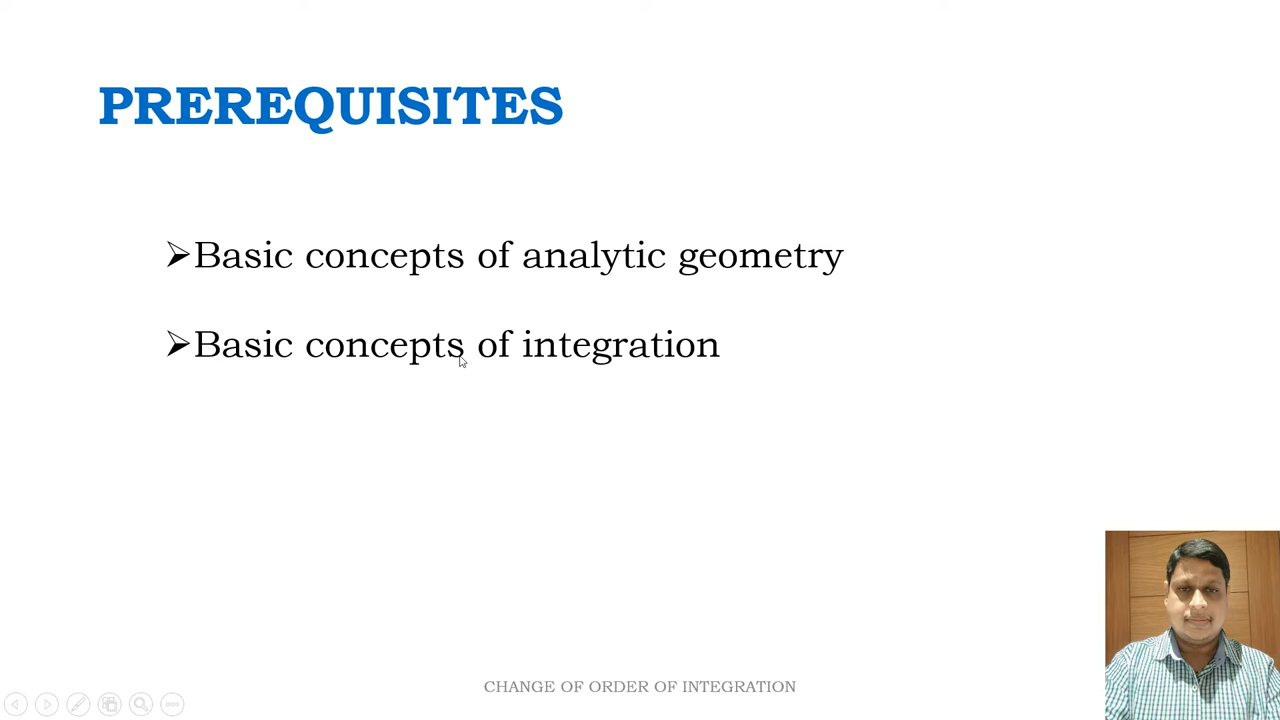 PREREQUISITES
➢Basic concepts of analytic geometry
➢Basic concepts of integration
CHANGE OF ORDER OF INTEGRATION